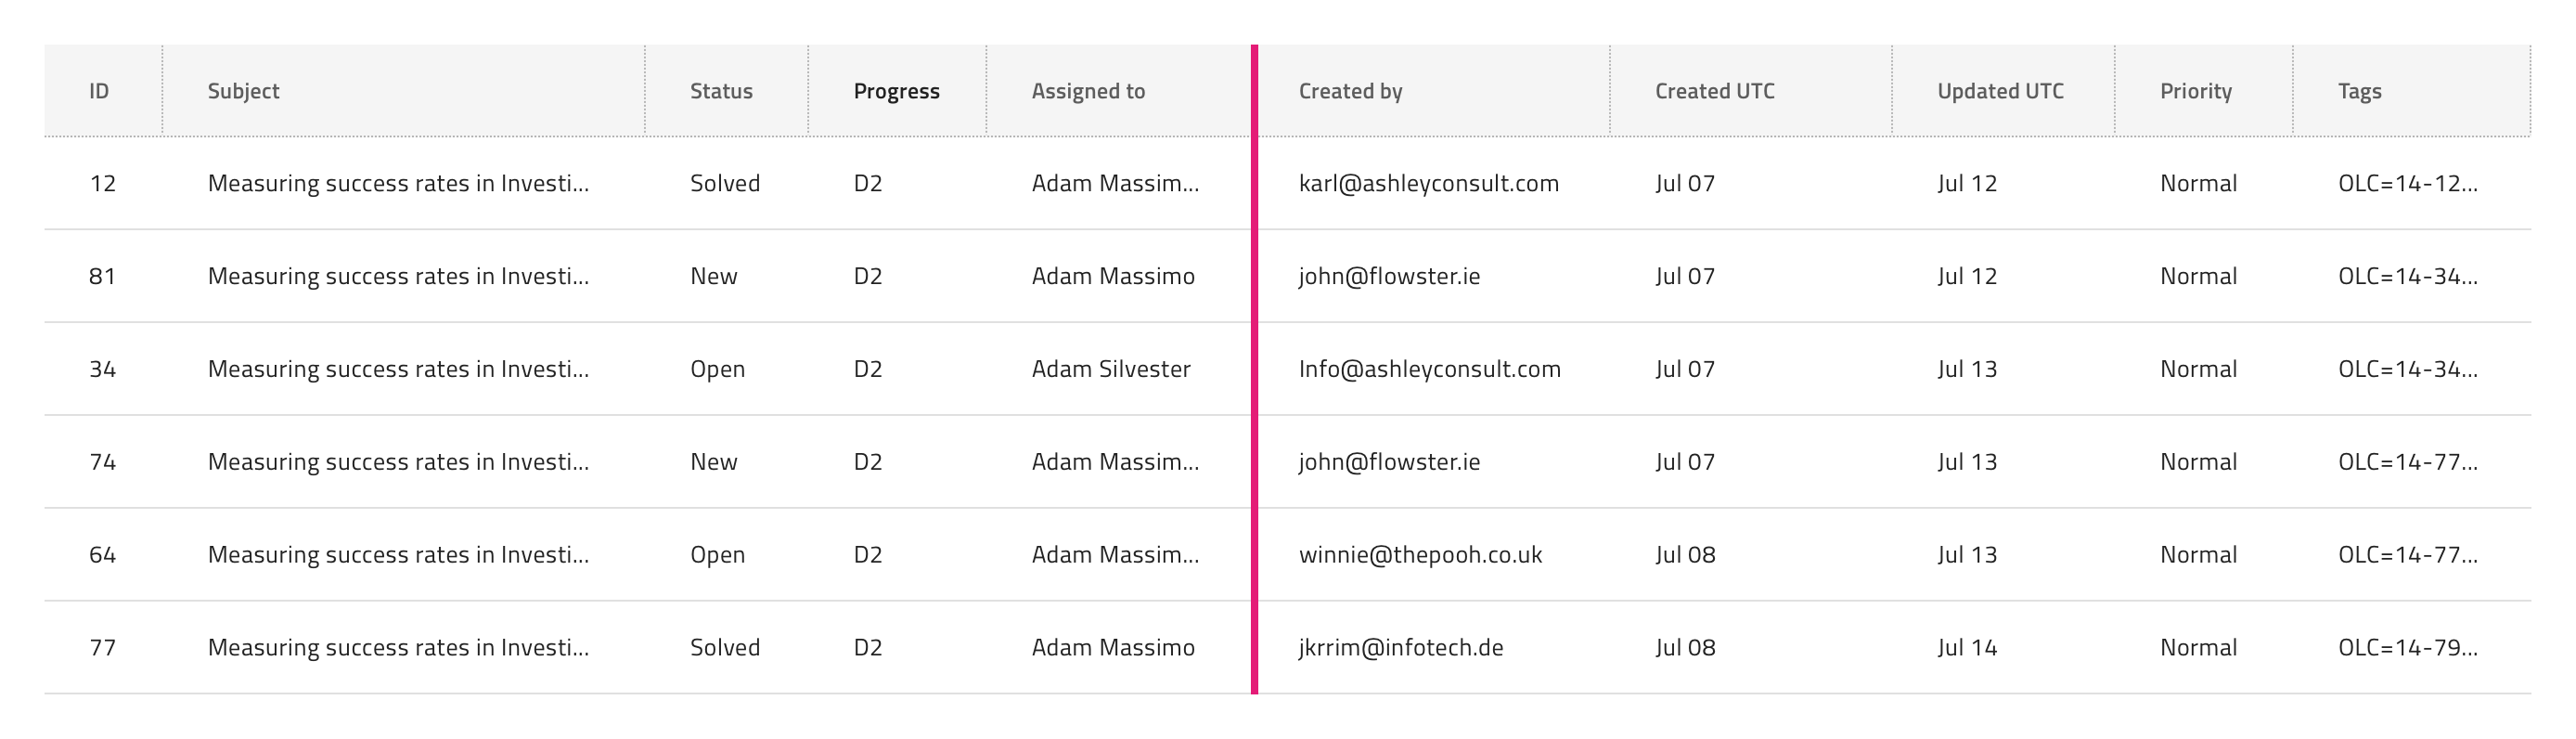 ID Subject Status Progress Assigned to Created by Created UTC Updated UTC Priority Tags
12 Measuring success rates in Investi... Solved D2 Adam Massim... karl@ashleyconsult.com Jul 07 Jul 12 Normal OLC=14-12...
81 Measuring success rates in Investi... New D2 Adam Massimo john@flowster.ie Jul 07 Jul 12 Normal OLC=14-34...
34 Measuring success rates in Investi... Open D2 Adam Silvester Info@ashleyconsult.com Jul 07 Jul 13 Normal OLC=14-34...
74 Measuring success rates in Investi... New D2 Adam Massim... john@flowster.ie Jul 07 Jul 13 Normal OLC=14-77...
64 Measuring success rates in Investi... Open D2 Adam Massim... winnie@thepooh.co.uk Jul 08 Jul 13 Normal OLC=14-77...
77 Measuring success rates in Investi... Solved D2 Adam Massimo jkrrim@infotech.de Jul 08 Jul 14 Normal OLC=14-79...